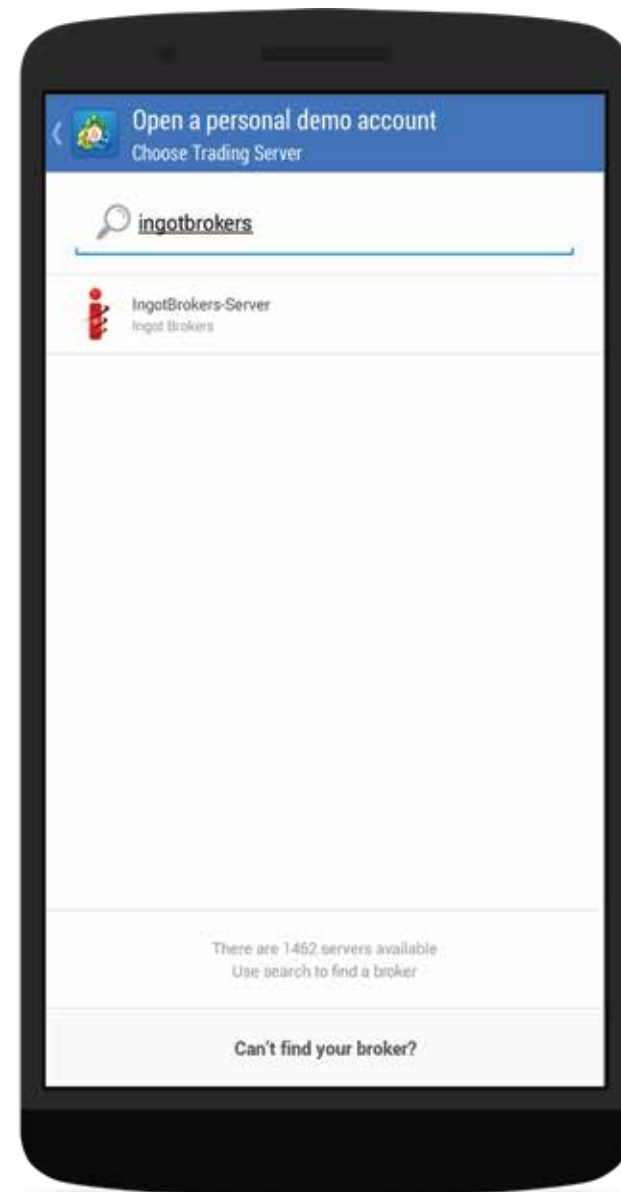 Open a personal demo account
Choose Trading Server
ingotbrokers
IngotBrokers-Server
Ingot Brokers
There are 1462 servers available
Use search to find a broker
Can't find your broker?